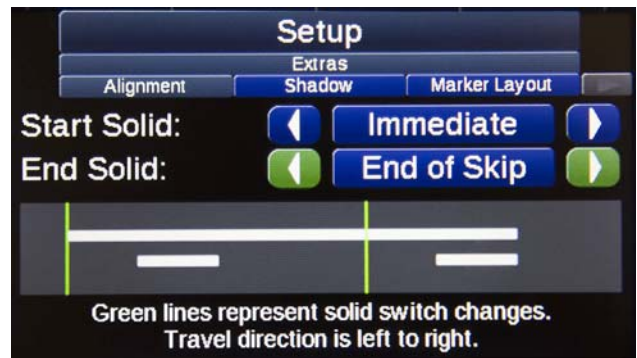 Setup
Extras
Alignment Shadow Marker Layout
Start Solid: Immediate
End Solid: End of Skip
Green lines represent solid switch changes.
Travel direction is left to right.